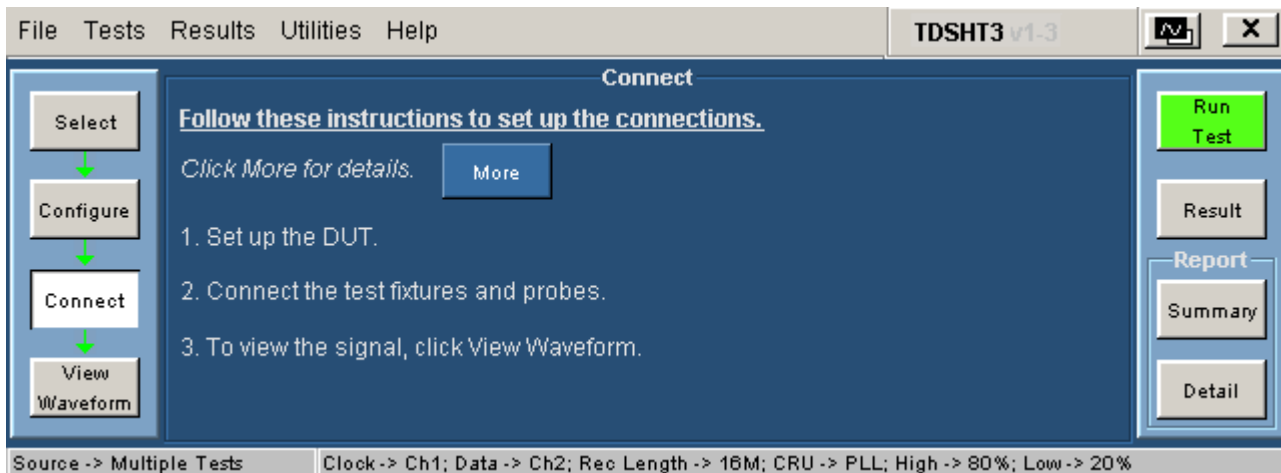 File Tests Results Utilities Help TDSHT3 v1-3
Connect
Select
Configure
Connect
View
Waveform
Follow these instructions to set up the connections.
Click More for details. More
1. Set up the DUT.
2. Connect the test fixtures and probes.
3. To view the signal, click View Waveform.
Run
Test
Result
Report
Summary
Detail
Source -> Multiple Tests Clock -> Ch1; Data -> Ch2; Rec Length -> 16M; CRU -> PLL; High -> 80%; Low -> 20%